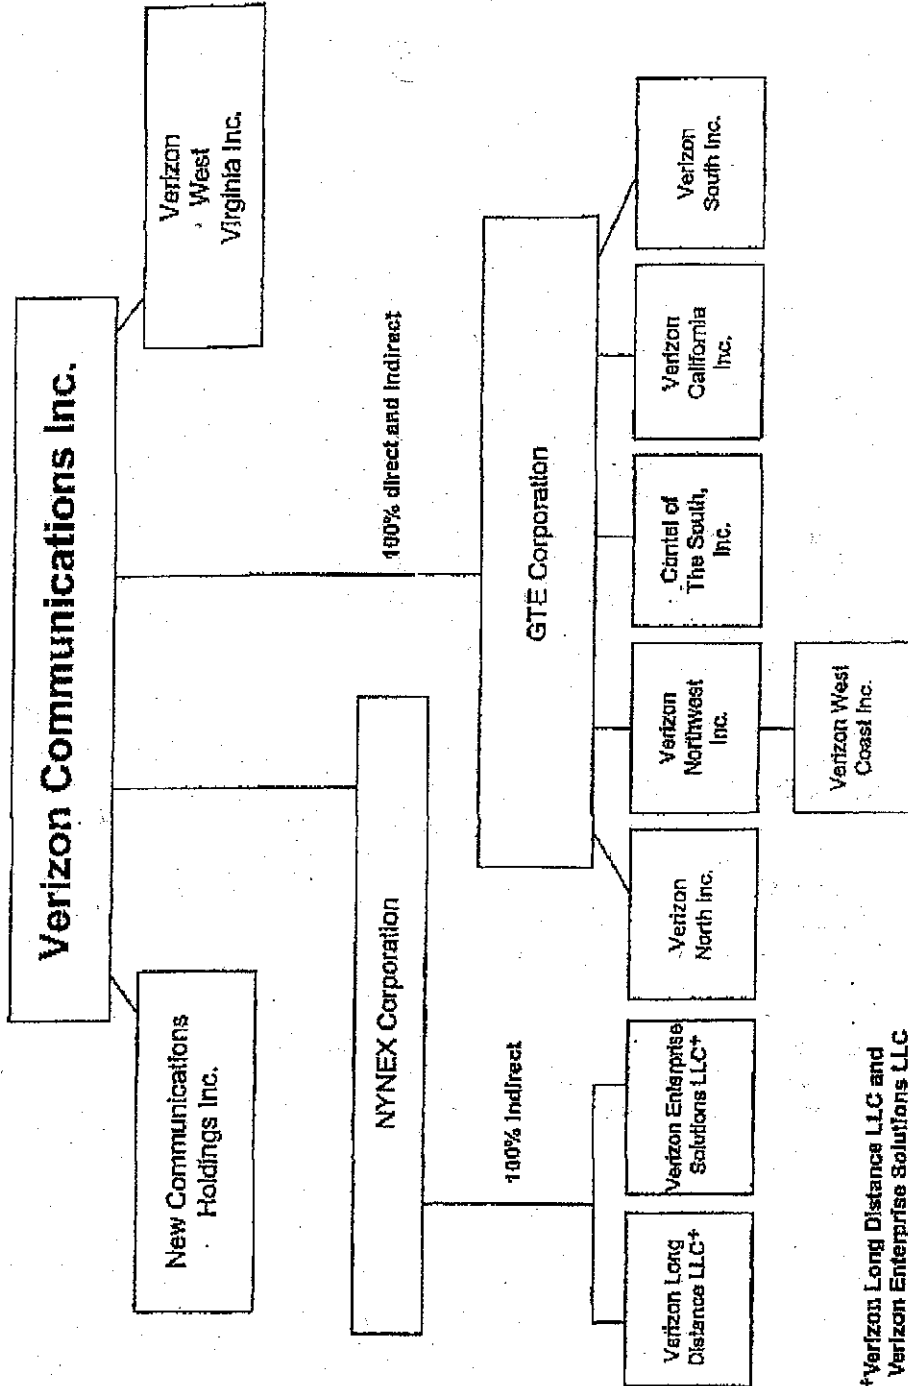 Verizon Communications Inc.
New Communications
Holdings Inc.
Verizon
West
Virginia Inc.
NYNEX Corporation
100% direct and indirect
GTE Corporation
100% Indirect
Verizon Long
Distance LLC+
Verizon Enterprise
Solutions LLC+
Verizon
North Inc.
Verizon
Northwest
Inc.
Contel of
The South,
Inc.
Verizon
California
Inc.
Verizon
South Inc.
Verizon West
Coast Inc.
+Verizon Long Distance LLC and
Verizon Enterprise Solutions LLC